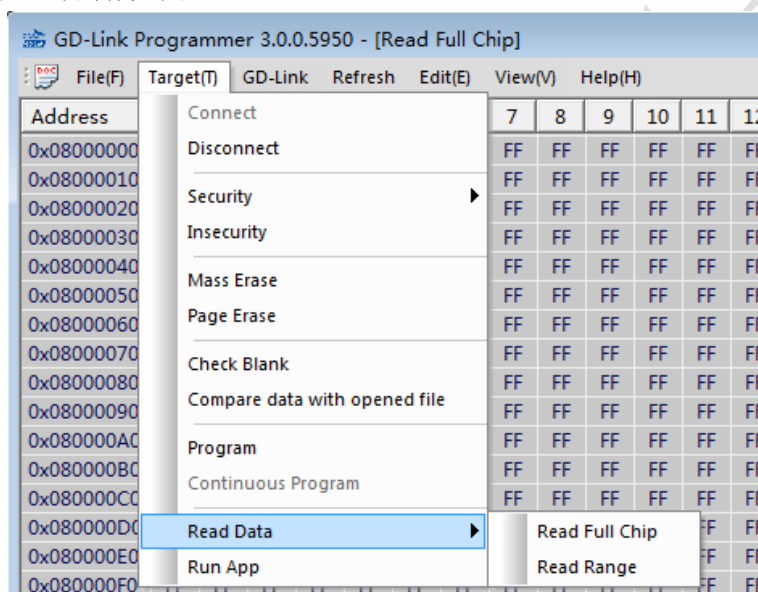 GD-Link Programmer 3.0.0.5950 - [Read Full Chip]
File(F) Target(T) GD-Link Refresh Edit(E) View(V) Help(H)
Address 7 8 9 10 11
Connect
0x08000000 Disconnect FF FF FF FF FF
0x08000010 FF FF FF FF FF
0x08000020 Security FF FF FF FF FF
0x08000030 Insecurity FF FF FF FF FF
0x08000040 FF FF FF FF FF
0x08000050 Mass Erase FF FF FF FF FF
0x08000060 Page Erase FF FF FF FF FF
0x08000070 Check Blank FF FF FF FF FF
0x08000080 FF FF FF FF FF
0x08000090 Compare data with opened file FF FF FF FF FF
0x080000A0 Program FF FF FF FF FF
0x080000B0 FF FF FF FF FF
0x080000C0 Continuous Program FF FF FF FF FF
0x080000D0 Read Data Read Full Chip FF
0x080000E0 Run App Read Range FF
0x080000F0